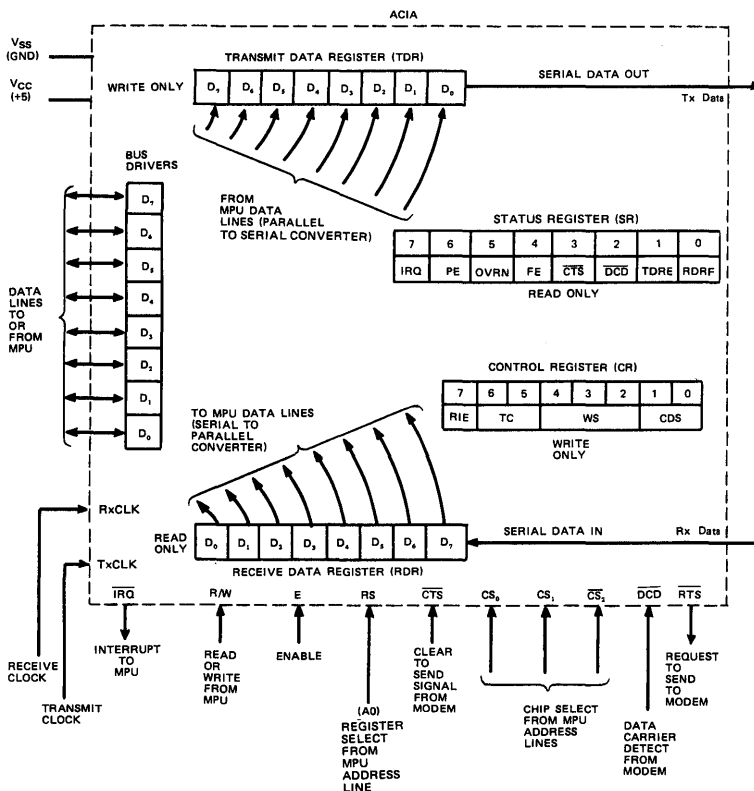 ACIA
VSS
(GND)
VCC
(+5)
TRANSMIT DATA REGISTER (TDR)
WRITE ONLY
D7 D6 D5 D4 D3 D2 D1 D0
SERIAL DATA OUT
Tx Data
BUS
DRIVERS
D7
D6
D5
D4
D3
D2
D1
D0
DATA
LINES
TO
OR
FROM
MPU
FROM
MPU DATA
LINES (PARALLEL
TO SERIAL CONVERTER)
STATUS REGISTER (SR)
7 6 5 4 3 2 1 0
IRQ PE OVRN FE C̅T̅S̅ D̅C̅D̅ TDRE RDRF
READ ONLY
CONTROL REGISTER (CR)
7 6 5 4 3 2 1 0
RIE TC WS CDS
WRITE
ONLY
TO MPU DATA LINES
(SERIAL TO
PARALLEL
CONVERTER)
RxCLK
READ
ONLY
D0 D1 D2 D3 D4 D5 D6 D7
SERIAL DATA IN
Rx Data
RECEIVE DATA REGISTER (RDR)
TxCLK
I̅R̅Q̅ R/W E RS C̅T̅S̅ CS0 CS1 C̅S̅2 D̅C̅D̅ R̅T̅S̅
RECEIVE
CLOCK
TRANSMIT
CLOCK
INTERRUPT
TO
MPU
READ
OR
WRITE
FROM
MPU
ENABLE
(A0)
REGISTER
SELECT
FROM
MPU
ADDRESS
LINE
CLEAR
TO
SEND
SIGNAL
FROM
MODEM
CHIP SELECT
FROM MPU
ADDRESS
LINES
DATA
CARRIER
DETECT
FROM
MODEM
REQUEST
TO
SEND
TO
MODEM